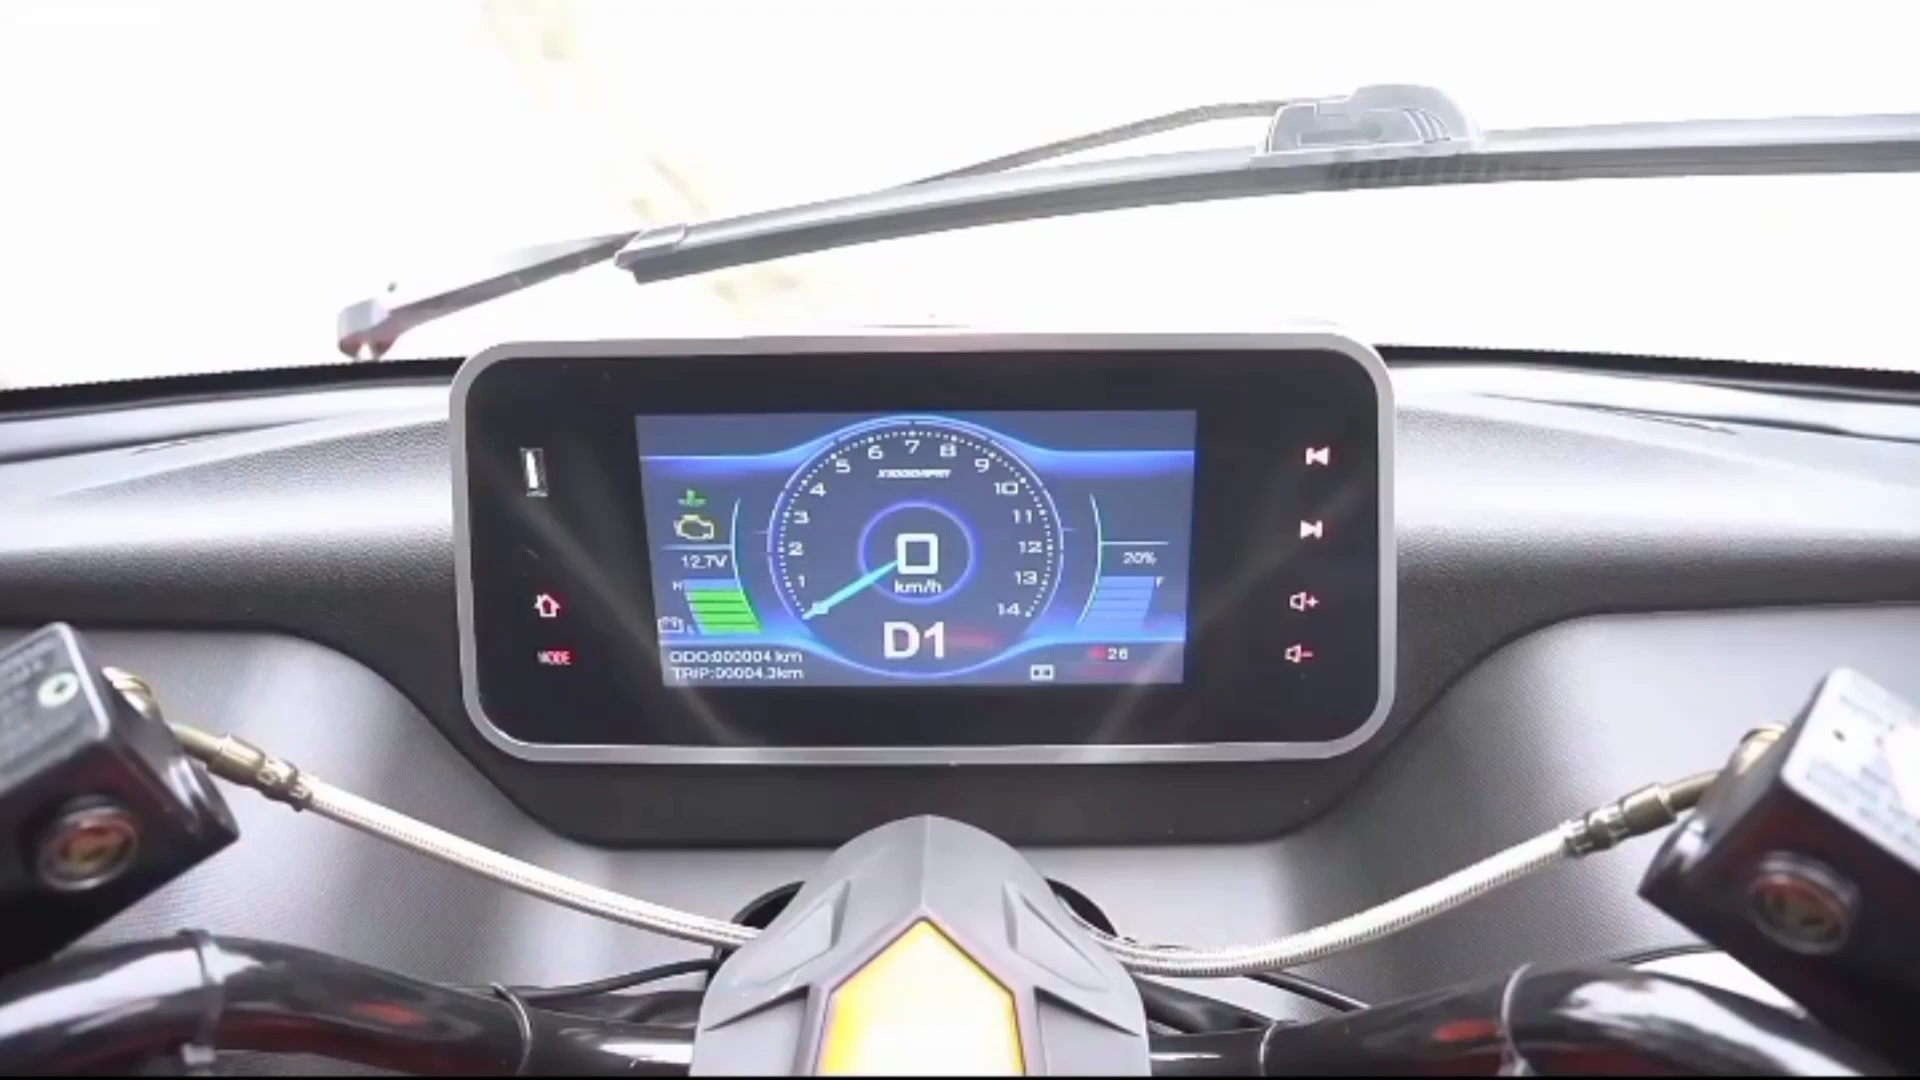 7
6 8
5 9
X1000RPM
4 10
3 11
2 12
12.7V
20%
1 13
0
km/h
H
F
14
D1
ODO:000004 km
26
TRIP:00004.3km
MODE
+
-